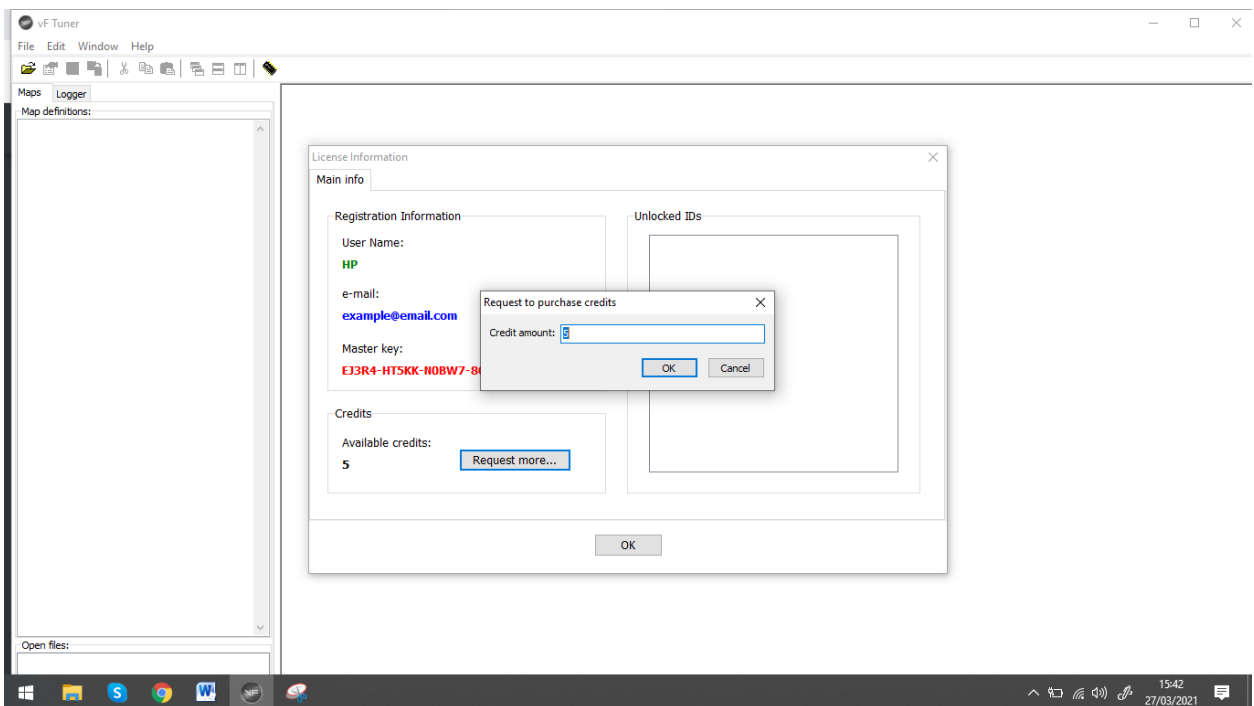 vF Tuner
File Edit Window Help
Maps Logger
Map definitions:
License Information
Main info
Registration Information
User Name:
HP
e-mail:
example@email.com
Master key:
EJ3R4-HT5KK-N0BW7-8
Unlocked IDs
Request to purchase credits
Credit amount: 5
OK Cancel
Credits
Available credits:
5
Request more...
OK
Open files:
15:42
27/03/2021